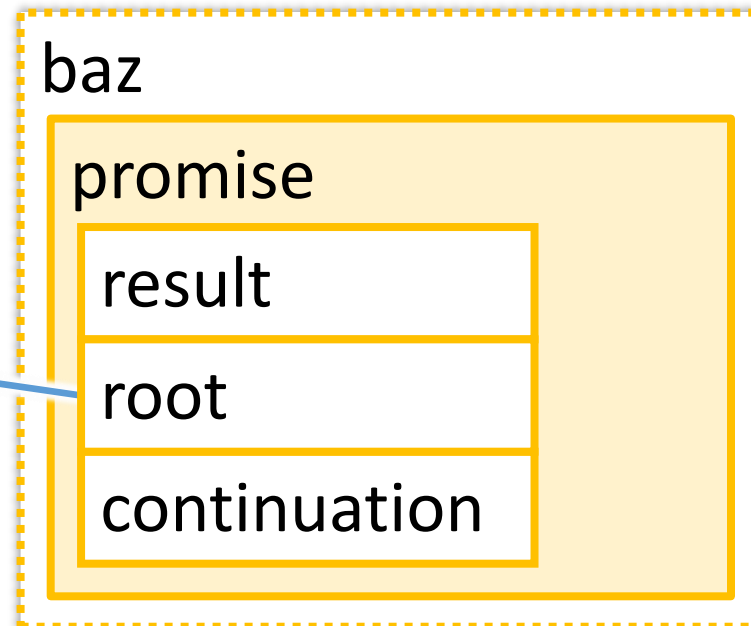 baz
promise
result
root
continuation